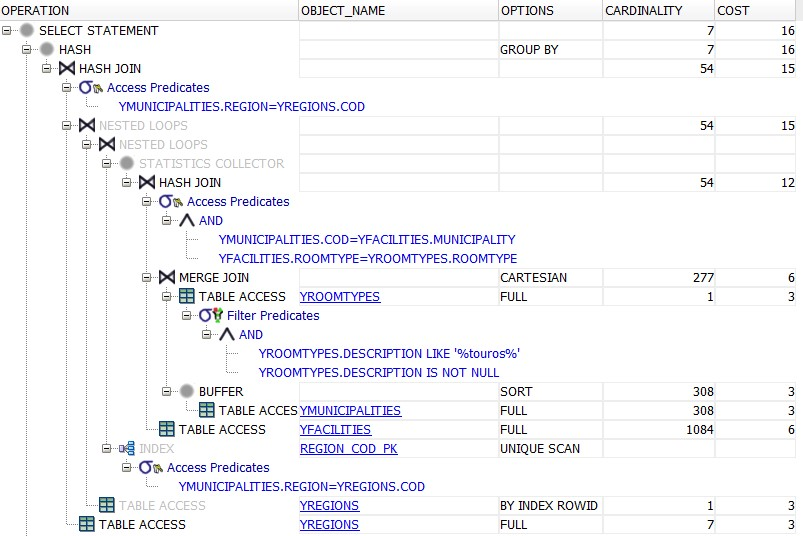 OPERATION OBJECT_NAME OPTIONS CARDINALITY COST
SELECT STATEMENT 7 16
HASH GROUP BY 7 16
HASH JOIN 54 15
Access Predicates
YMUNICIPALITIES.REGION=YREGIONS.COD
NESTED LOOPS 54 15
NESTED LOOPS
STATISTICS COLLECTOR
HASH JOIN 54 12
Access Predicates
AND
YMUNICIPALITIES.COD=YFACILITIES.MUNICIPALITY
YFACILITIES.ROOMTYPE=YROOMTYPES.ROOMTYPE
MERGE JOIN CARTESIAN 277 6
TABLE ACCESS YROOMTYPES FULL 1 3
Filter Predicates
AND
YROOMTYPES.DESCRIPTION LIKE '%touros%'
YROOMTYPES.DESCRIPTION IS NOT NULL
BUFFER SORT 308 3
TABLE ACCES YMUNICIPALITIES FULL 308 3
TABLE ACCESS YFACILITIES FULL 1084 6
INDEX REGION_COD_PK UNIQUE SCAN
Access Predicates
YMUNICIPALITIES.REGION=YREGIONS.COD
TABLE ACCESS YREGIONS BY INDEX ROWID 1 3
TABLE ACCESS YREGIONS FULL 7 3